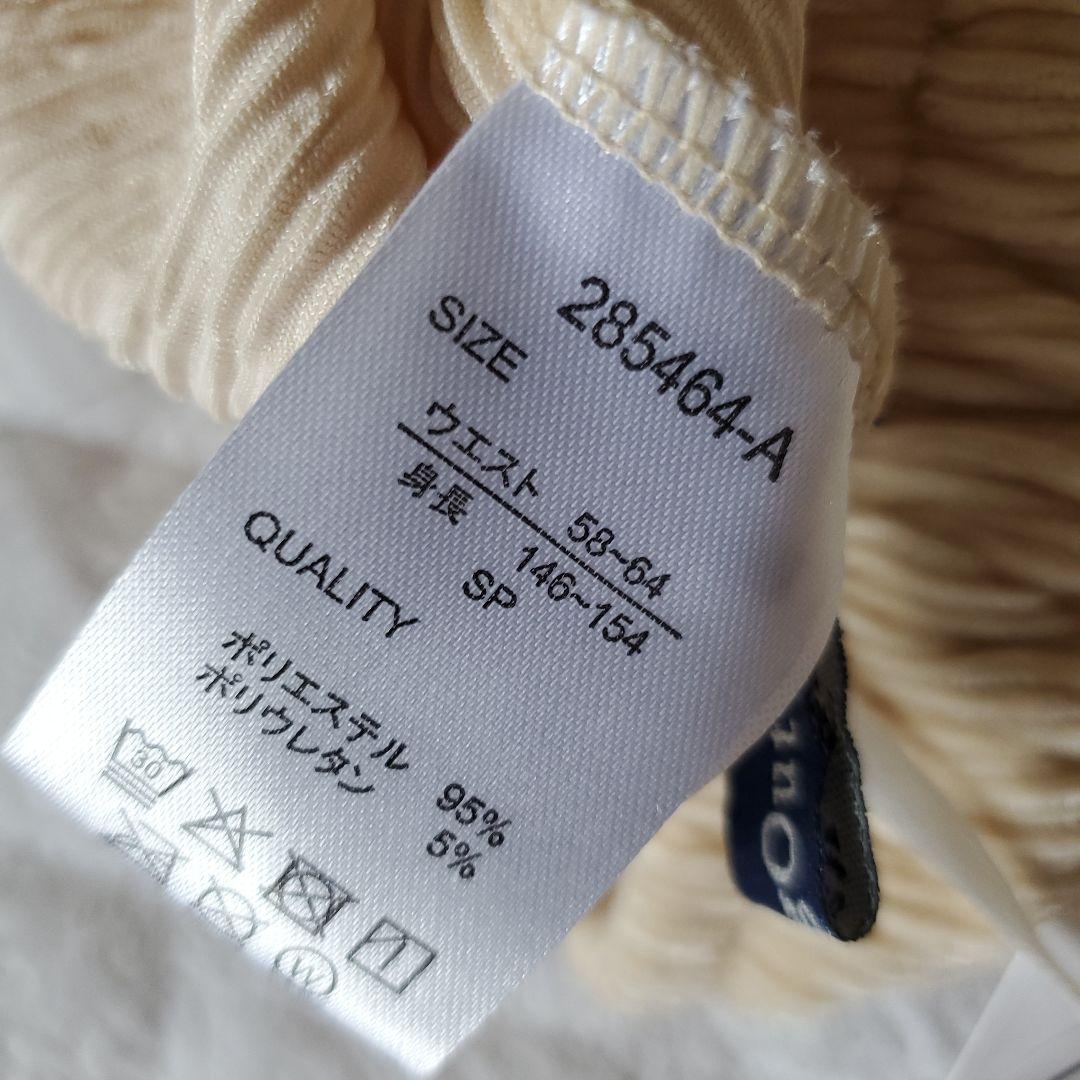 285464-A
SIZE
ウエスト 58~64
身長 146~154
SP
QUALITY
ポリエステル 95%
ポリウレタン 5%
30
W